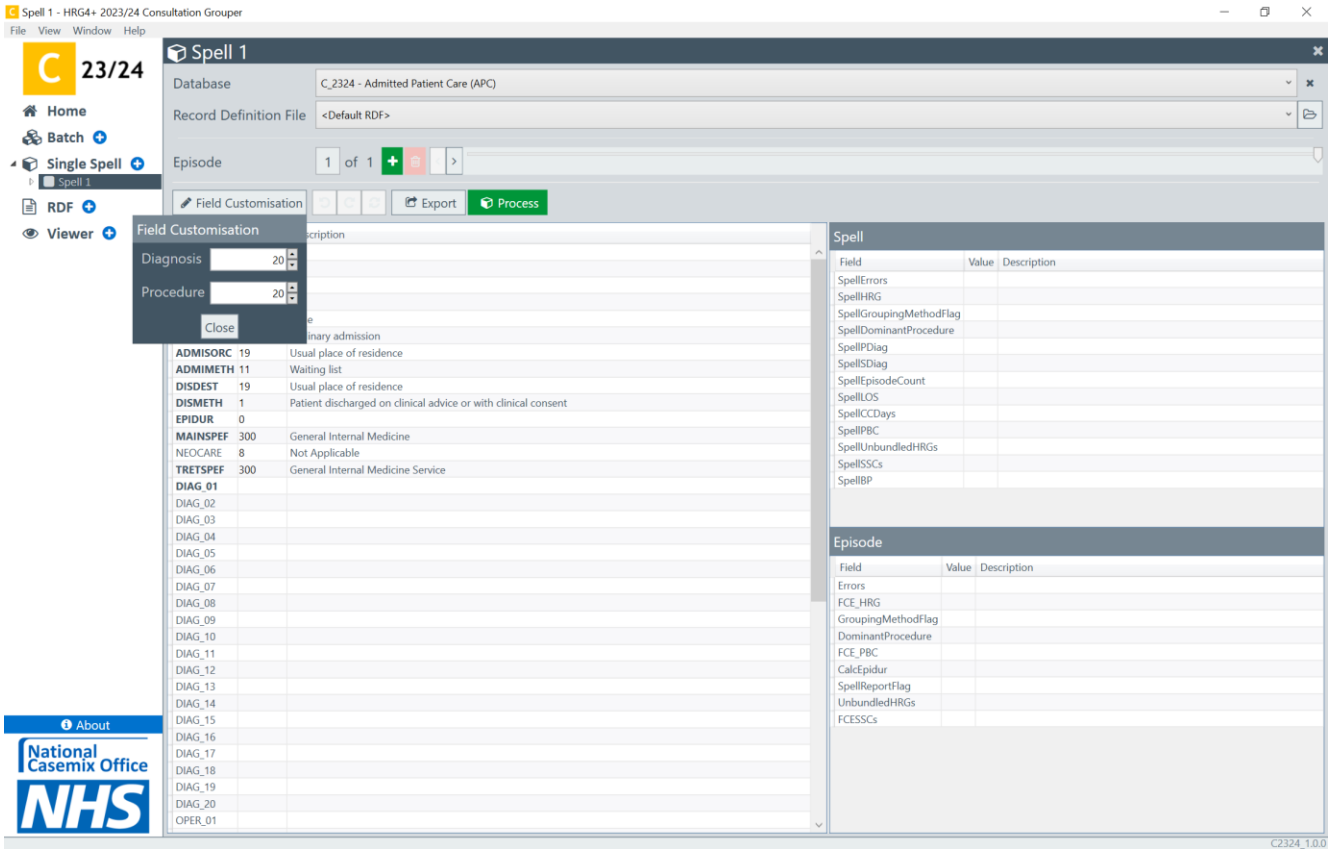 Spell 1 - HRG4+ 2023/24 Consultation Grouper
File View Window Help
C 23/24
Home
Batch
Single Spell
Spell 1
RDF
Viewer
Spell 1
Database C_2324 - Admitted Patient Care (APC)
Record Definition File <Default RDF>
Episode 1 of 1
Field Customisation Export Process
Field Customisation
Diagnosis 20
Procedure 20
Close
scription
e
inary admission
ADMISORC 19 Usual place of residence
ADMIMETH 11 Waiting list
DISDEST 19 Usual place of residence
DISMETH 1 Patient discharged on clinical advice or with clinical consent
EPIDUR 0
MAINSPEF 300 General Internal Medicine
NEOCARE 8 Not Applicable
TRETSPEF 300 General Internal Medicine Service
DIAG_01
DIAG_02
DIAG_03
DIAG_04
DIAG_05
DIAG_06
DIAG_07
DIAG_08
DIAG_09
DIAG_10
DIAG_11
DIAG_12
DIAG_13
DIAG_14
DIAG_15
DIAG_16
DIAG_17
DIAG_18
DIAG_19
DIAG_20
OPER_01
Spell
Field Value Description
SpellErrors
SpellHRG
SpellGroupingMethodFlag
SpellDominantProcedure
SpellPDiag
SpellSDiag
SpellEpisodeCount
SpellLOS
SpellCCDays
SpellPBC
SpellUnbundledHRGs
SpellSSCs
SpellBP
Episode
Field Value Description
Errors
FCE_HRG
GroupingMethodFlag
DominantProcedure
FCE_PBC
CalcEpidur
SpellReportFlag
UnbundledHRGs
FCESSCs
About
National
Casemix Office
NHS
C2324_1.0.0